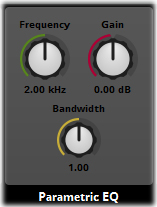 Frequency Gain
2.00 kHz 0.00 dB
Bandwidth
1.00
Parametric EQ